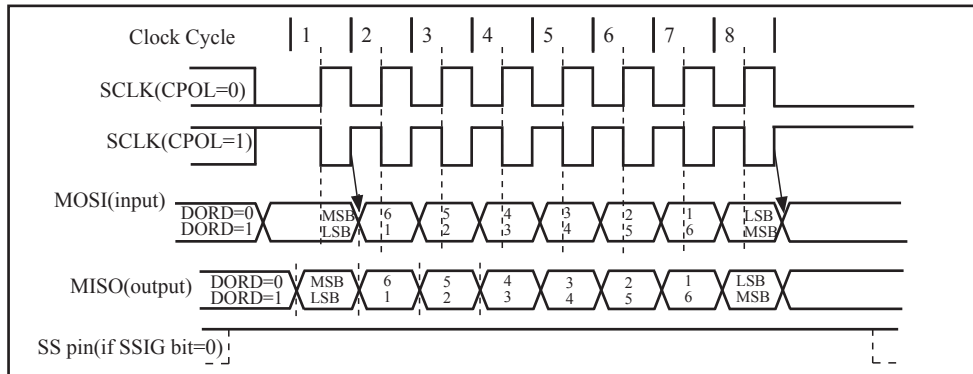 Clock Cycle 1 2 3 4 5 6 7 8
SCLK(CPOL=0)
SCLK(CPOL=1)
MOSI(input)
DORD=0 MSB 6 5 4 3 2 1 LSB
DORD=1 LSB 1 2 3 4 5 6 MSB
MISO(output)
DORD=0 MSB 6 5 4 3 2 1 LSB
DORD=1 LSB 1 2 3 4 5 6 MSB
SS pin(if SSIG bit=0)